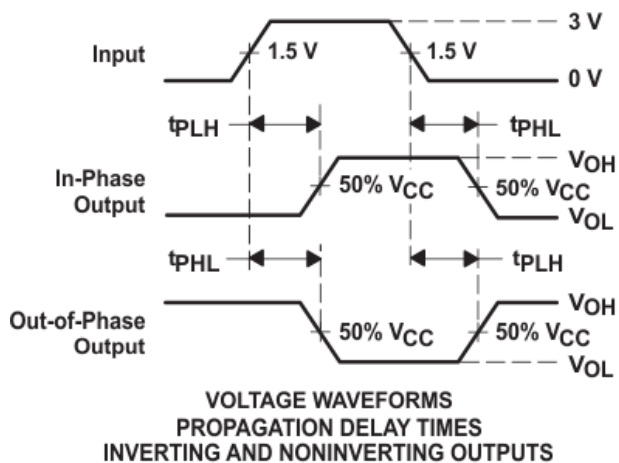 3 V
Input
1.5 V
1.5 V
0 V
tPLH
tPHL
VOH
In-Phase
Output
50% VCC
50% VCC
VOL
tPHL
tPLH
VOH
Out-of-Phase
Output
50% VCC
50% VCC
VOL
VOLTAGE WAVEFORMS
PROPAGATION DELAY TIMES
INVERTING AND NONINVERTING OUTPUTS